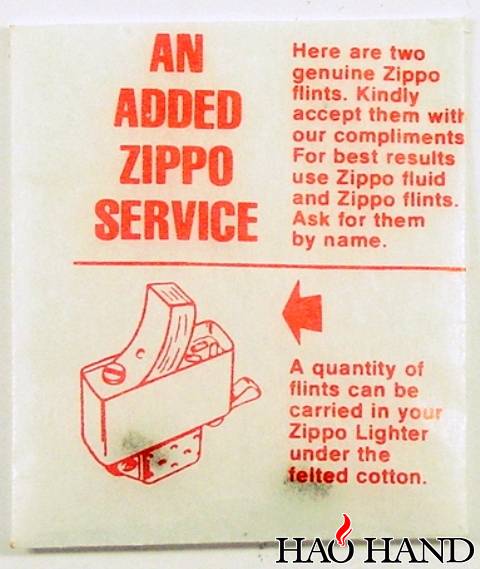 AN
ADDED
ZIPPO
SERVICE
Here are two
genuine Zippo
flints. Kindly
accept them with
our compliments
For best results
use Zippo fluid
and Zippo flints.
Ask for them
by name.
A quantity of
flints can be
carried in your
Zippo Lighter
under the
felted cotton.
HAO HAND